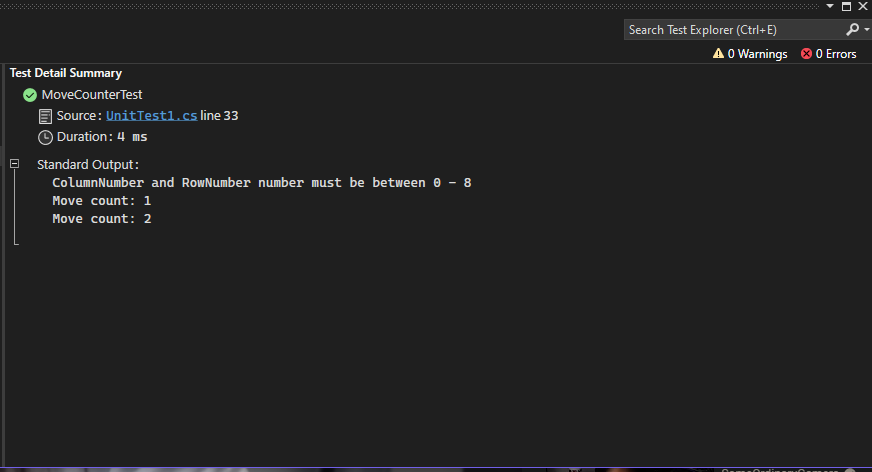 Search Test Explorer (Ctrl+E)
0 Warnings 0 Errors
Test Detail Summary
MoveCounterTest
Source: UnitTest1.cs line 33
Duration: 4 ms
Standard Output:
ColumnNumber and RowNumber number must be between 0 - 8
Move count: 1
Move count: 2